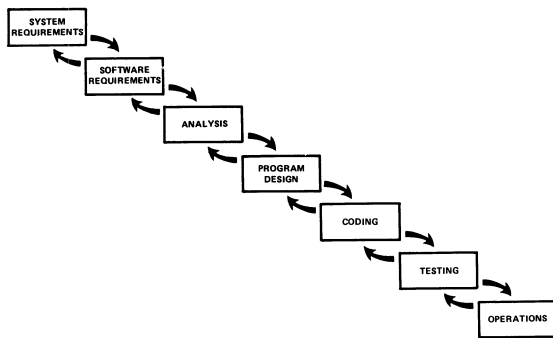 SYSTEM
REQUIREMENTS
SOFTWARE
REQUIREMENTS
ANALYSIS
PROGRAM
DESIGN
CODING
TESTING
OPERATIONS